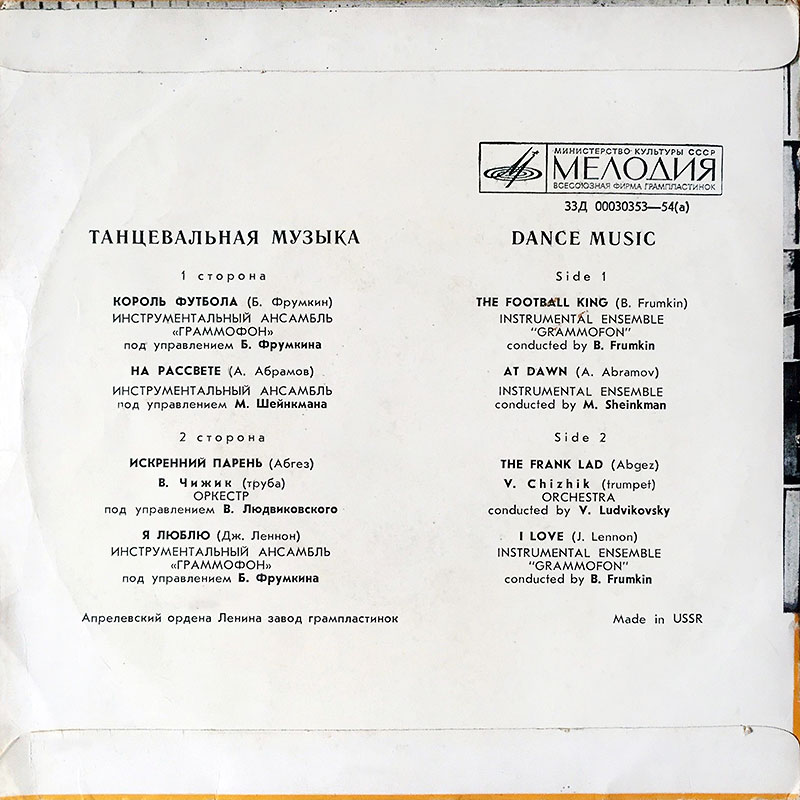 МИНИСТЕРСТВО КУЛЬТУРЫ СССР
МЕЛОДИЯ
ВСЕСОЮЗНАЯ ФИРМА ГРАМПЛАСТИНОК
33Д 00030353—54(а)
ТАНЦЕВАЛЬНАЯ МУЗЫКА
1 сторона
КОРОЛЬ ФУТБОЛА (Б. Фрумкин)
ИНСТРУМЕНТАЛЬНЫЙ АНСАМБЛЬ
«ГРАММОФОН»
под управлением Б. Фрумкина
НА РАССВЕТЕ (А. Абрамов)
ИНСТРУМЕНТАЛЬНЫЙ АНСАМБЛЬ
под управлением М. Шейнкмана
2 сторона
ИСКРЕННИЙ ПАРЕНЬ (Абгез)
В. Чижик (труба)
ОРКЕСТР
под управлением В. Людвиковского
Я ЛЮБЛЮ (Дж. Леннон)
ИНСТРУМЕНТАЛЬНЫЙ АНСАМБЛЬ
«ГРАММОФОН»
под управлением Б. Фрумкина
Апрелевский ордена Ленина завод грампластинок
DANCE MUSIC
Side 1
THE FOOTBALL KING (B. Frumkin)
INSTRUMENTAL ENSEMBLE
"GRAMMOFON"
conducted by B. Frumkin
AT DAWN (A. Abramov)
INSTRUMENTAL ENSEMBLE
conducted by M. Sheinkman
Side 2
THE FRANK LAD (Abgez)
V. Chizhik (trumpet)
ORCHESTRA
conducted by V. Ludvikovsky
I LOVE (J. Lennon)
INSTRUMENTAL ENSEMBLE
"GRAMMOFON"
conducted by B. Frumkin
Made in USSR